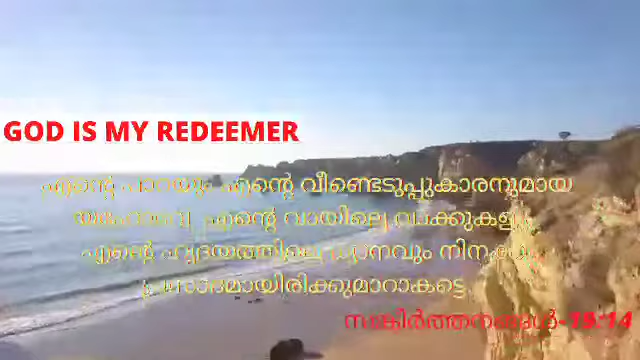 GOD IS MY REDEEMER
എന്റെ പാറയും എന്റെ വീണ്ടെടുപ്പുകാരനുമായ
യഹോവേ, എന്റെ വായിലെ വാക്കുകളും
എന്റെ ഹൃദയത്തിലെ ധ്യാനവും നിനക്കു
പ്രസാദമായിരിക്കുമാറാകട്ടെ
സങ്കീർത്തനങ്ങൾ-19:14